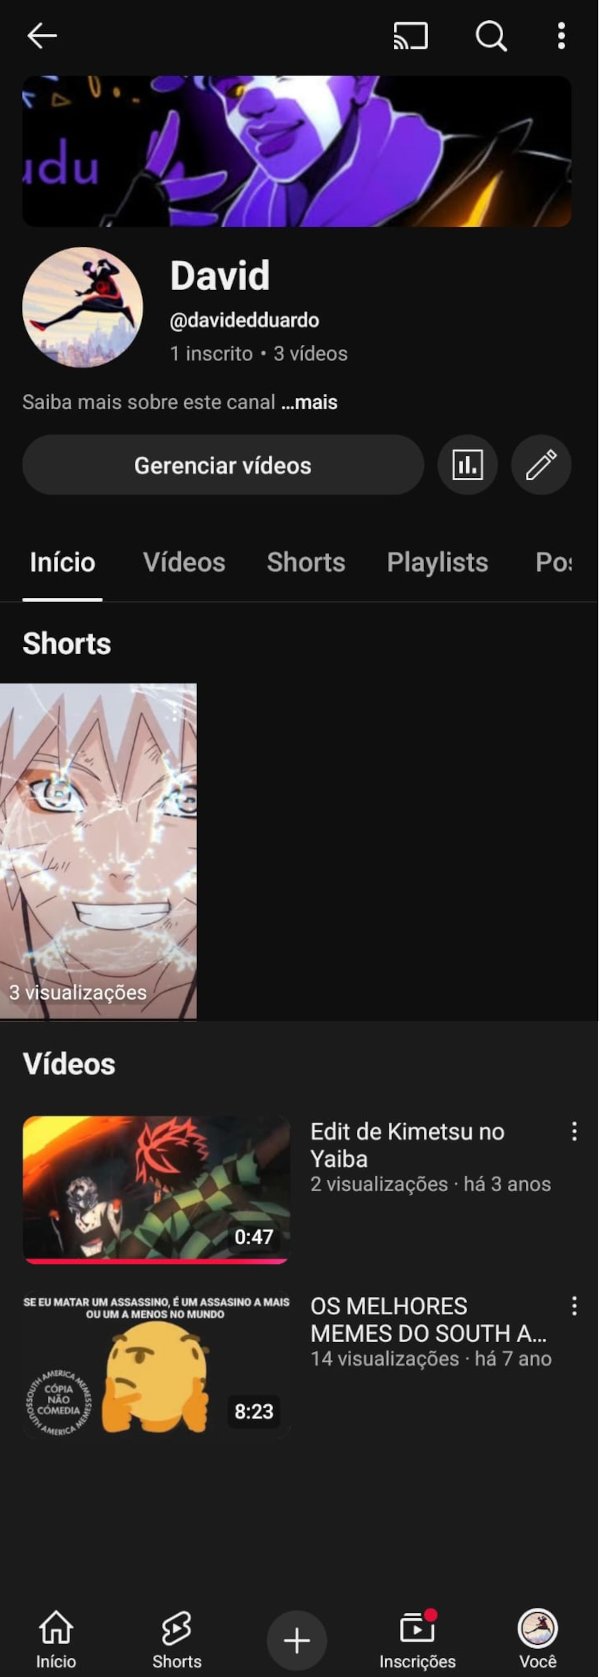 udu
David
@davidedduardo
1 inscrito • 3 vídeos
Saiba mais sobre este canal ...mais
Gerenciar vídeos
Início Vídeos Shorts Playlists Pos
Shorts
3 visualizações
Vídeos
Edit de Kimetsu no
Yaiba
2 visualizações · há 3 anos
0:47
SE EU MATAR UM ASSASSINO, É UM ASSASINO A MAIS
OU UM A MENOS NO MUNDO
SOUTH AMERICA MEMES
CÓPIA
NÃO
COMÉDIA
SOUTH AMERICA MEMES
8:23
OS MELHORES
MEMES DO SOUTH A...
14 visualizações · há 7 ano
Início Shorts Inscrições Você